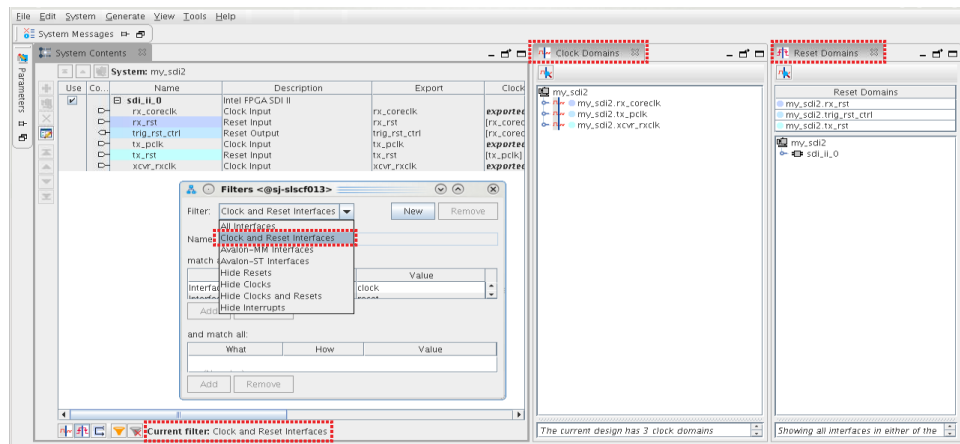 File Edit System Generate View Tools Help
System Messages
System Contents
System: my_sdi2
Use Co... Name Description Export Clock
sdi_ii_0 Intel FPGA SDI II
rx_coreclk Clock Input rx_coreclk exported
rx_rst Reset Input rx_rst [rx_corec
trig_rst_ctrl Reset Output trig_rst_ctrl [rx_corec
tx_pclk Clock Input tx_pclk exported
tx_rst Reset Input tx_rst [tx_pclk]
xcvr_rxclk Clock Input xcvr_rxclk exported
Parameters
Filters <@sj-slscf013>
Filter: Clock and Reset Interfaces New Remove
All Interfaces
Clock and Reset Interfaces
Avalon-MM Interfaces
Avalon-ST Interfaces
Hide Resets
Hide Clocks
Hide Clocks and Resets
Hide Interrupts
Name
match a
Value
Interfac clock
Add
and match all:
What How Value
Add Remove
Current filter: Clock and Reset Interfaces
Clock Domains
my_sdi2
my_sdi2.rx_coreclk
my_sdi2.tx_pclk
my_sdi2.xcvr_rxclk
The current design has 3 clock domains
Reset Domains
Reset Domains
my_sdi2.rx_rst
my_sdi2.trig_rst_ctrl
my_sdi2.tx_rst
my_sdi2
sdi_ii_0
Showing all interfaces in either of the